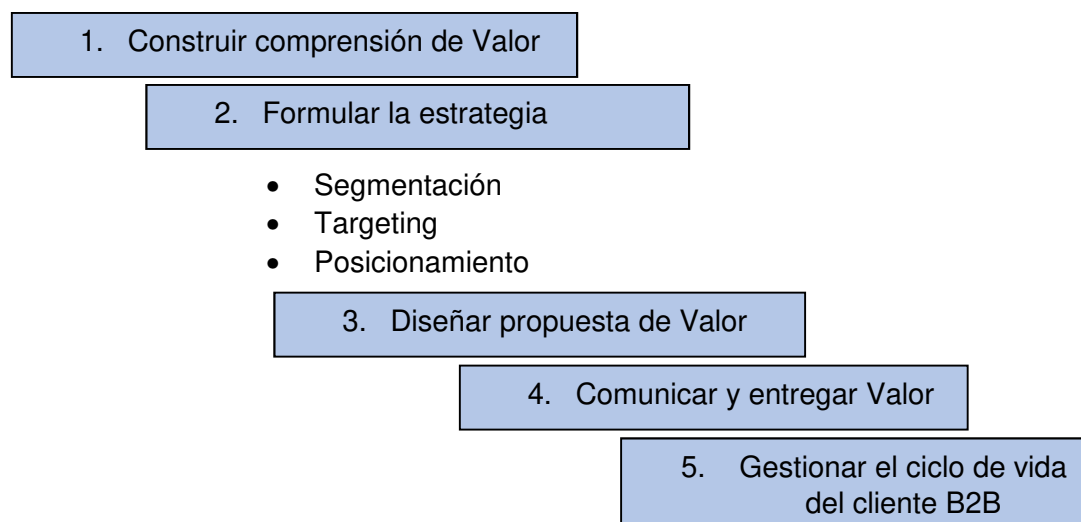 1. Construir comprensión de Valor
2. Formular la estrategia
• Segmentación
• Targeting
• Posicionamiento
3. Diseñar propuesta de Valor
4. Comunicar y entregar Valor
5. Gestionar el ciclo de vida
del cliente B2B